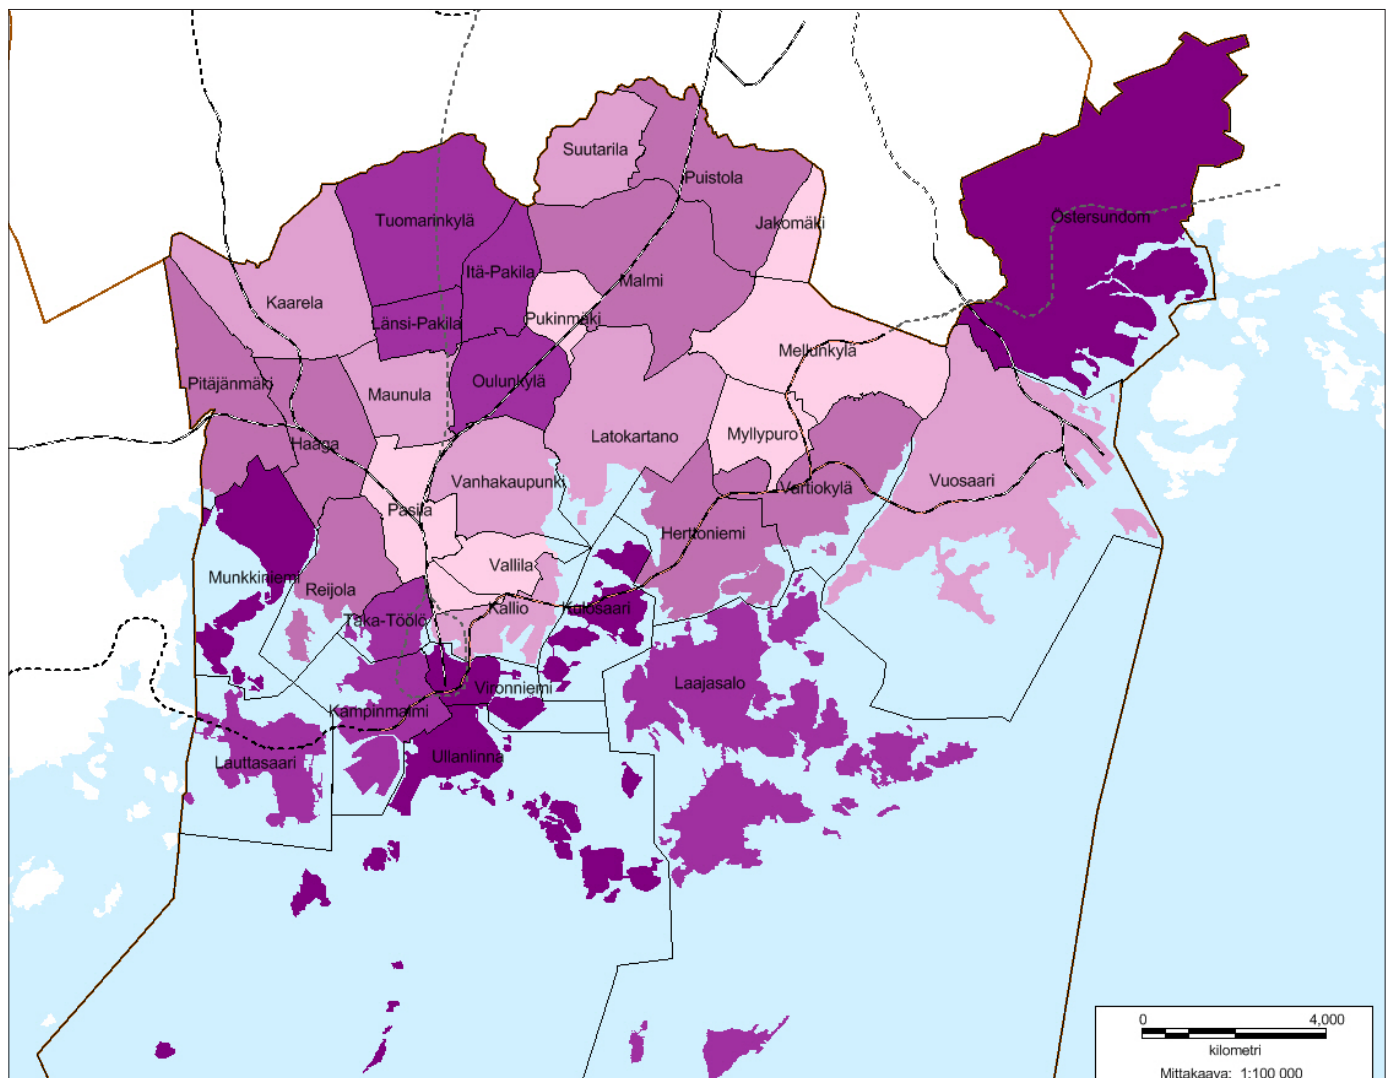 Suutarila
Puistola
Tuomarinkylä
Östersundom
Jakomäki
Itä-Pakila
Malmi
Kaarela
Länsi-Pakila
Pukinmäki
Mellunkylä
Pitäjänmäki
Oulunkylä
Maunula
Myllypuro
Latokartano
Haaga
Vanhakaupunki
Vuosaari
Vartiokylä
Pasila
Herttoniemi
Vallila
Munkkiniemi
Reijola
Kallio
Kulosaari
Taka-Töölö
Laajasalo
Vironniemi
Kampinmalmi
Ullanlinna
Lauttasaari
0 4,000
kilometri
Mittakaava: 1:100 000